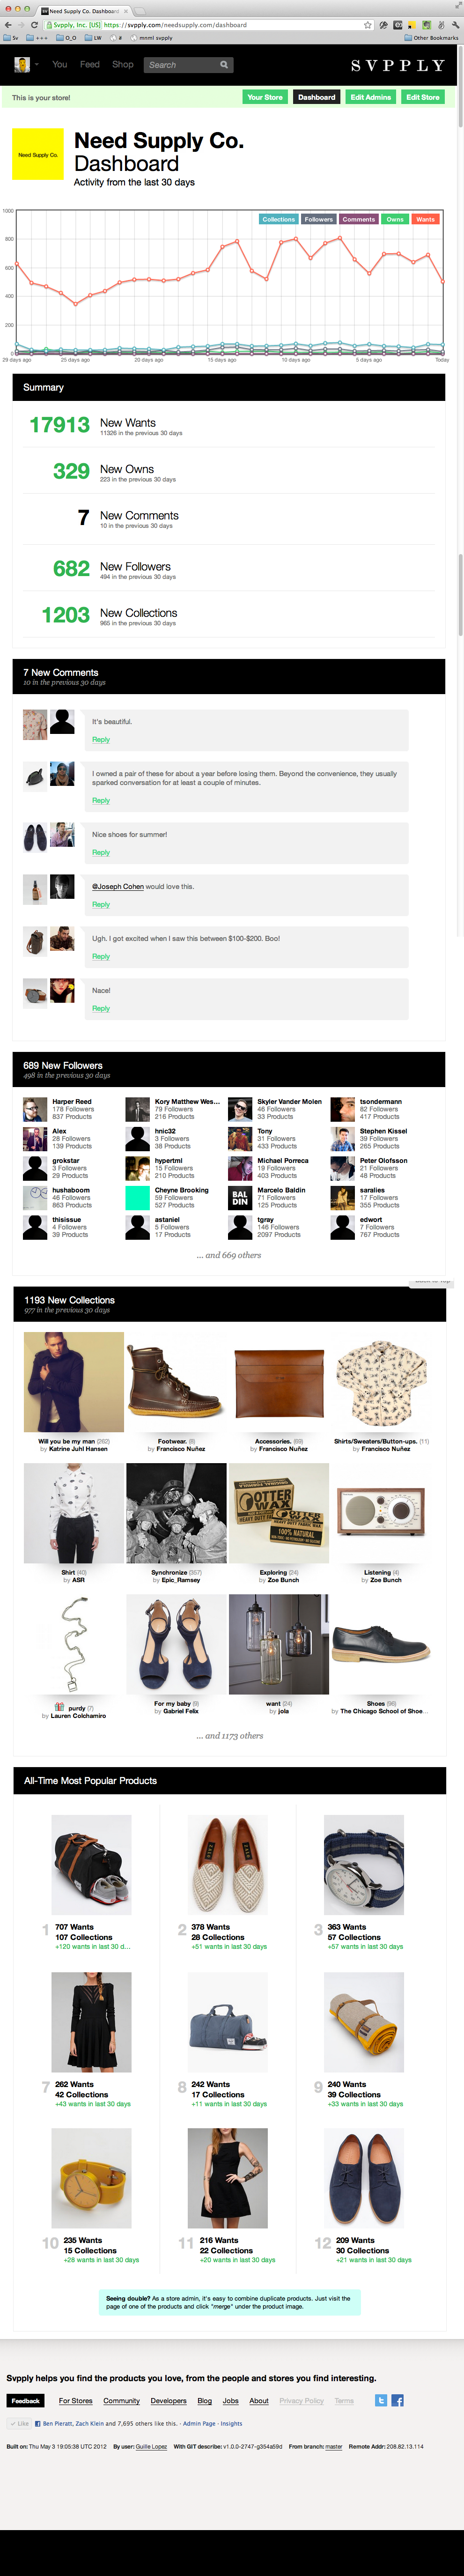 Need Supply Co. Dashboard
Svpply, Inc. [US] https://svpply.com/needsupply.com/dashboard
Sv +++ O_O LW # mnml svpply Other Bookmarks
You Feed Shop Search SVPPLY
This is your store! Your Store Dashboard Edit Admins Edit Store
Need Supply Co.
Need Supply Co.
Dashboard
Activity from the last 30 days
Collections Followers Comments Owns Wants
1000
800
600
400
200
0
29 days ago 25 days ago 20 days ago 15 days ago 10 days ago 5 days ago Today
Summary
17913 New Wants
11326 in the previous 30 days
329 New Owns
223 in the previous 30 days
7 New Comments
10 in the previous 30 days
682 New Followers
494 in the previous 30 days
1203 New Collections
965 in the previous 30 days
7 New Comments
10 in the previous 30 days
It's beautiful.
Reply
I owned a pair of these for about a year before losing them. Beyond the convenience, they usually
sparked conversation for at least a couple of minutes.
Reply
Nice shoes for summer!
Reply
@Joseph Cohen would love this.
Reply
Ugh. I got excited when I saw this between $100-$200. Boo!
Reply
Nace!
Reply
689 New Followers
498 in the previous 30 days
Harper Reed Kory Matthew Wes... Skyler Vander Molen tsondermann
178 Followers 79 Followers 46 Followers 82 Followers
837 Products 216 Products 33 Products 417 Products
Alex hnic32 Tony Stephen Kissel
28 Followers 3 Followers 31 Followers 39 Followers
139 Products 38 Products 433 Products 265 Products
grokstar hypertml Michael Porreca Peter Olofsson
3 Followers 15 Followers 19 Followers 21 Followers
29 Products 210 Products 403 Products 48 Products
hushaboom Cheyne Brooking BAL DIN Marcelo Baldin saralies
46 Followers 59 Followers 71 Followers 17 Followers
863 Products 527 Products 125 Products 355 Products
thisissue astaniel tgray edwort
4 Followers 5 Followers 146 Followers 7 Followers
39 Products 17 Products 2097 Products 767 Products
... and 669 others
1193 New Collections
977 in the previous 30 days
Will you be my man (262) Footwear. (8) Accessories. (69) Shirts/Sweaters/Button-ups. (11)
by Katrine Juhl Hansen by Francisco Nuñez by Francisco Nuñez by Francisco Nuñez
OTTER WAX
HEAVY DUTY FABRIC WAX
100% NATURAL
Shirt (40) Synchronize (357) Exploring (24) Listening (4)
by ASR by Epic_Ramsey by Zoe Bunch by Zoe Bunch
purdy (7) For my baby (9) want (24) Shoes (96)
by Lauren Colchamiro by Gabriel Felix by jola by The Chicago School of Shoe...
... and 1173 others
All-Time Most Popular Products
1 707 Wants 2 378 Wants 3 363 Wants
107 Collections 28 Collections 57 Collections
+120 wants in last 30 d... +51 wants in last 30 days +57 wants in last 30 days
7 262 Wants 8 242 Wants 9 240 Wants
42 Collections 17 Collections 39 Collections
+43 wants in last 30 days +11 wants in last 30 days +33 wants in last 30 days
10 235 Wants 11 216 Wants 12 209 Wants
15 Collections 22 Collections 30 Collections
+28 wants in last 30 days +20 wants in last 30 days +21 wants in last 30 days
Seeing double? As a store admin, it's easy to combine duplicate products. Just visit the
page of one of the products and click "merge" under the product image.
Svpply helps you find the products you love, from the people and stores you find interesting.
Feedback For Stores Community Developers Blog Jobs About Privacy Policy Terms
Like Ben Pieratt, Zach Klein and 7,695 others like this. · Admin Page · Insights
Built on: Thu May 3 19:05:38 UTC 2012 By user: Guille Lopez With GIT describe: v1.0.0-2747-g354a59d From branch: master Remote Addr: 208.82.13.114